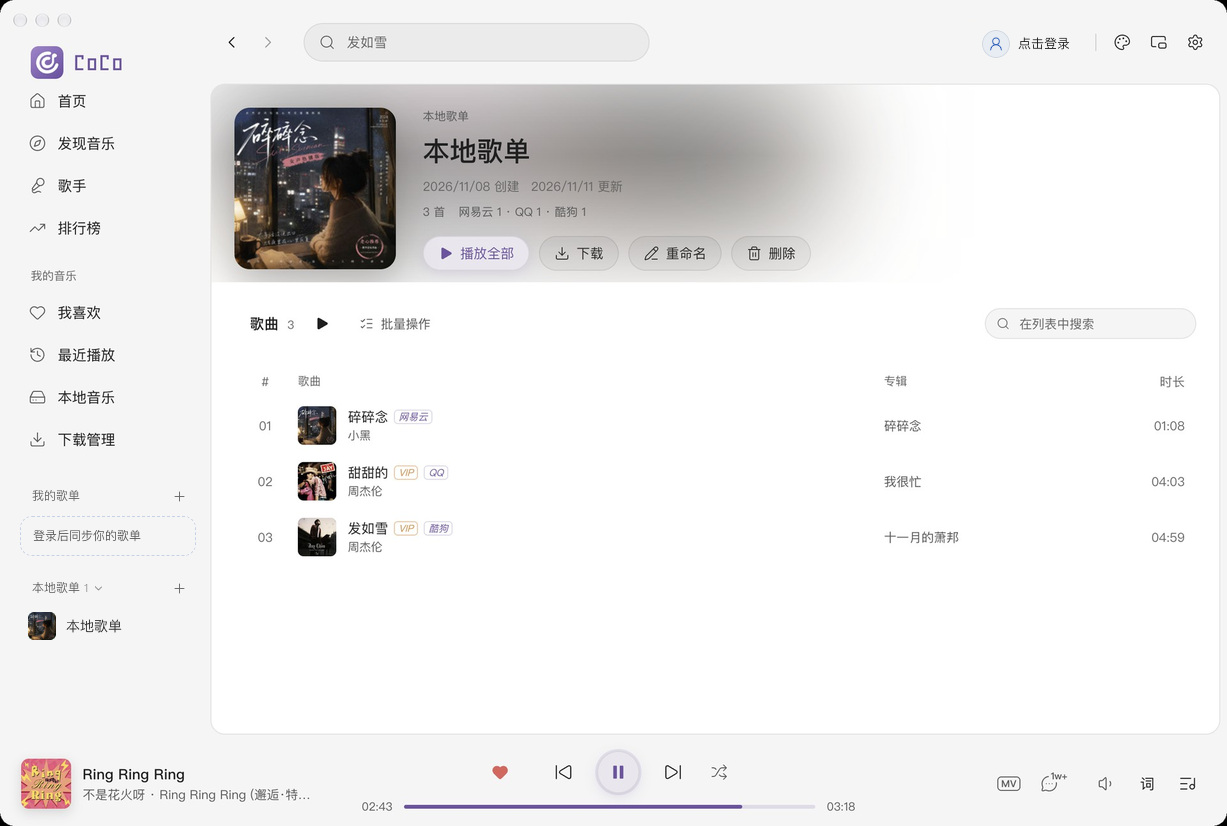 CoCo
发如雪
点击登录
首页
发现音乐
歌手
排行榜
我的音乐
我喜欢
最近播放
本地音乐
下载管理
我的歌单
登录后同步你的歌单
本地歌单 1
本地歌单
碎碎念
本地歌单
本地歌单
2026/11/08 创建 2026/11/11 更新
3 首 网易云 1 · QQ 1 · 酷狗 1
播放全部 下载 重命名 删除
歌曲 3 批量操作 在列表中搜索
# 歌曲 专辑 时长
01 碎碎念 网易云 碎碎念 01:08
小黑
02 甜甜的 VIP QQ 我很忙 04:03
周杰伦
03 发如雪 VIP 酷狗 十一月的萧邦 04:59
周杰伦
Ring
Ring
Ring
Ring Ring Ring
不是花火呀 · Ring Ring Ring (邂逅·特…
02:43 03:18
MV 1w+ 词